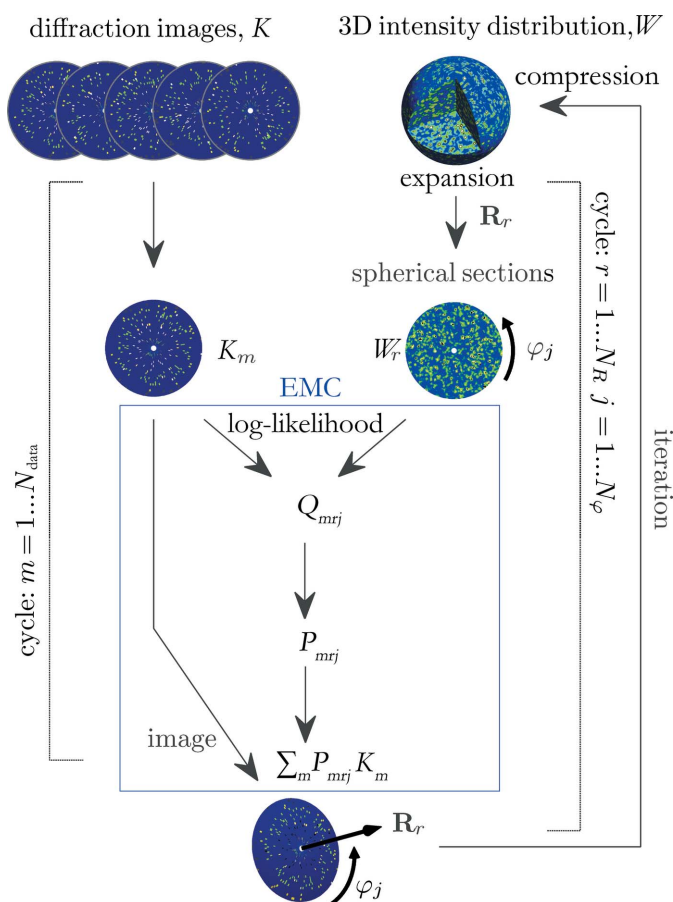 diffraction images, K
3D intensity distribution, W
compression
expansion
R_r
spherical sections
K_m
W_r
φ_j
EMC
log-likelihood
cycle: m = 1...N_data
cycle: r = 1...N_R j = 1...N_φ
iteration
Q_mrj
P_mrj
image
∑_m P_mrj K_m
R_r
φ_j